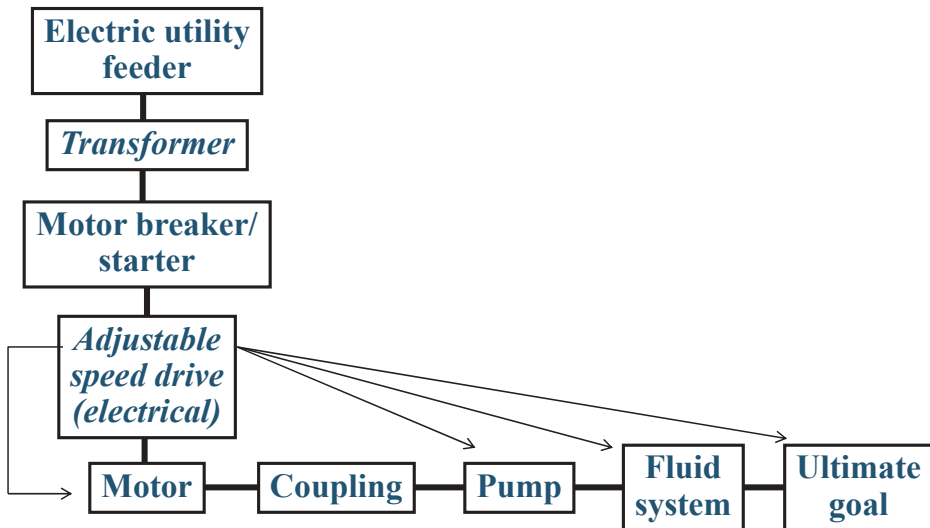 Electric utility
feeder
Transformer
Motor breaker/
starter
Adjustable
speed drive
(electrical)
Motor
Coupling
Pump
Fluid
system
Ultimate
goal